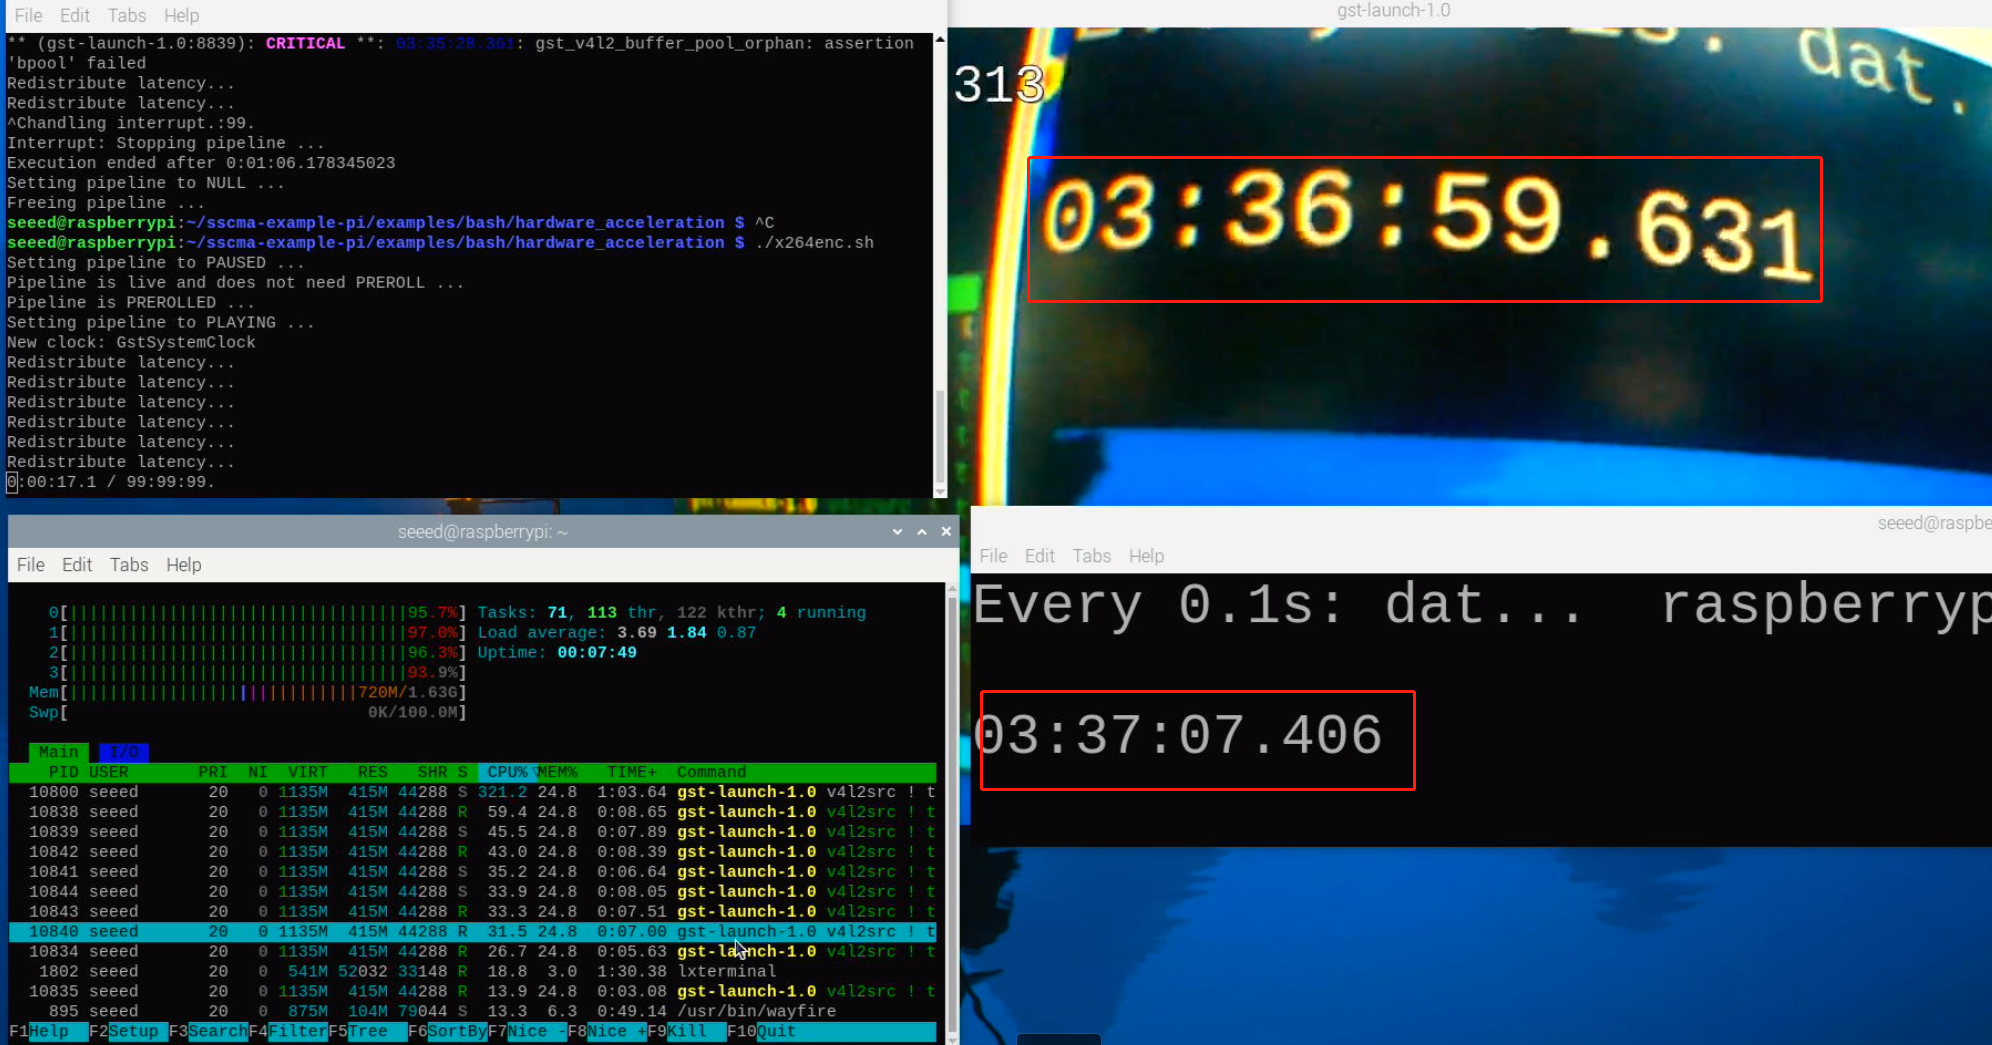 File Edit Tabs Help
** (gst-launch-1.0:8839): CRITICAL **: 03:35:28.361: gst_v4l2_buffer_pool_orphan: assertion
'bpool' failed
Redistribute latency...
Redistribute latency...
^Chandling interrupt.:99.
Interrupt: Stopping pipeline ...
Execution ended after 0:01:06.178345023
Setting pipeline to NULL ...
Freeing pipeline ...
seeed@raspberrypi:~/sscma-example-pi/examples/bash/hardware_acceleration $ ^C
seeed@raspberrypi:~/sscma-example-pi/examples/bash/hardware_acceleration $ ./x264enc.sh
Setting pipeline to PAUSED ...
Pipeline is live and does not need PREROLL ...
Pipeline is PREROLLED ...
Setting pipeline to PLAYING ...
New clock: GstSystemClock
Redistribute latency...
Redistribute latency...
Redistribute latency...
Redistribute latency...
Redistribute latency...
Redistribute latency...
0:00:17.1 / 99:99:99.
gst-launch-1.0
dat.
313
03:36:59.631
seeed@raspberrypi: ~
File Edit Tabs Help
0[95.7%] Tasks: 71, 113 thr, 122 kthr; 4 running
1[97.0%] Load average: 3.69 1.84 0.87
2[96.3%] Uptime: 00:07:49
3[93.9%]
Mem[720M/1.63G]
Swp[0K/100.0M]
Main I/O
PID USER PRI NI VIRT RES SHR S CPU%▽MEM% TIME+ Command
10800 seeed 20 0 1135M 415M 44288 S 321.2 24.8 1:03.64 gst-launch-1.0 v4l2src ! t
10838 seeed 20 0 1135M 415M 44288 R 59.4 24.8 0:08.65 gst-launch-1.0 v4l2src ! t
10839 seeed 20 0 1135M 415M 44288 S 45.5 24.8 0:07.89 gst-launch-1.0 v4l2src ! t
10842 seeed 20 0 1135M 415M 44288 R 43.0 24.8 0:08.39 gst-launch-1.0 v4l2src ! t
10841 seeed 20 0 1135M 415M 44288 S 35.2 24.8 0:06.64 gst-launch-1.0 v4l2src ! t
10844 seeed 20 0 1135M 415M 44288 S 33.9 24.8 0:08.05 gst-launch-1.0 v4l2src ! t
10843 seeed 20 0 1135M 415M 44288 R 33.3 24.8 0:07.51 gst-launch-1.0 v4l2src ! t
10840 seeed 20 0 1135M 415M 44288 R 31.5 24.8 0:07.00 gst-launch-1.0 v4l2src ! t
10834 seeed 20 0 1135M 415M 44288 R 26.7 24.8 0:05.63 gst-launch-1.0 v4l2src ! t
1802 seeed 20 0 541M 52032 33148 R 18.8 3.0 1:30.38 lxterminal
10835 seeed 20 0 1135M 415M 44288 R 13.9 24.8 0:03.08 gst-launch-1.0 v4l2src ! t
895 seeed 20 0 875M 104M 79044 S 13.3 6.3 0:49.14 /usr/bin/wayfire
F1Help F2Setup F3SearchF4FilterF5Tree F6SortByF7Nice -F8Nice +F9Kill F10Quit
seeed@raspbe
File Edit Tabs Help
Every 0.1s: dat... raspberryp
03:37:07.406